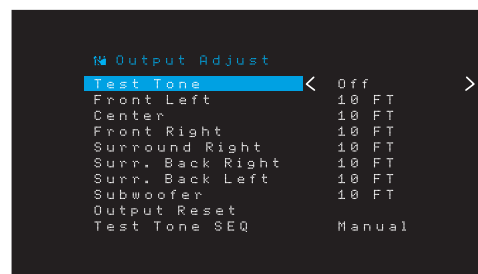 Output Adjust
Test Tone < Off >
Front Left 10 FT
Center 10 FT
Front Right 10 FT
Surround Right 10 FT
Surr. Back Right 10 FT
Surr. Back Left 10 FT
Subwoofer 10 FT
Output Reset
Test Tone SEQ Manual